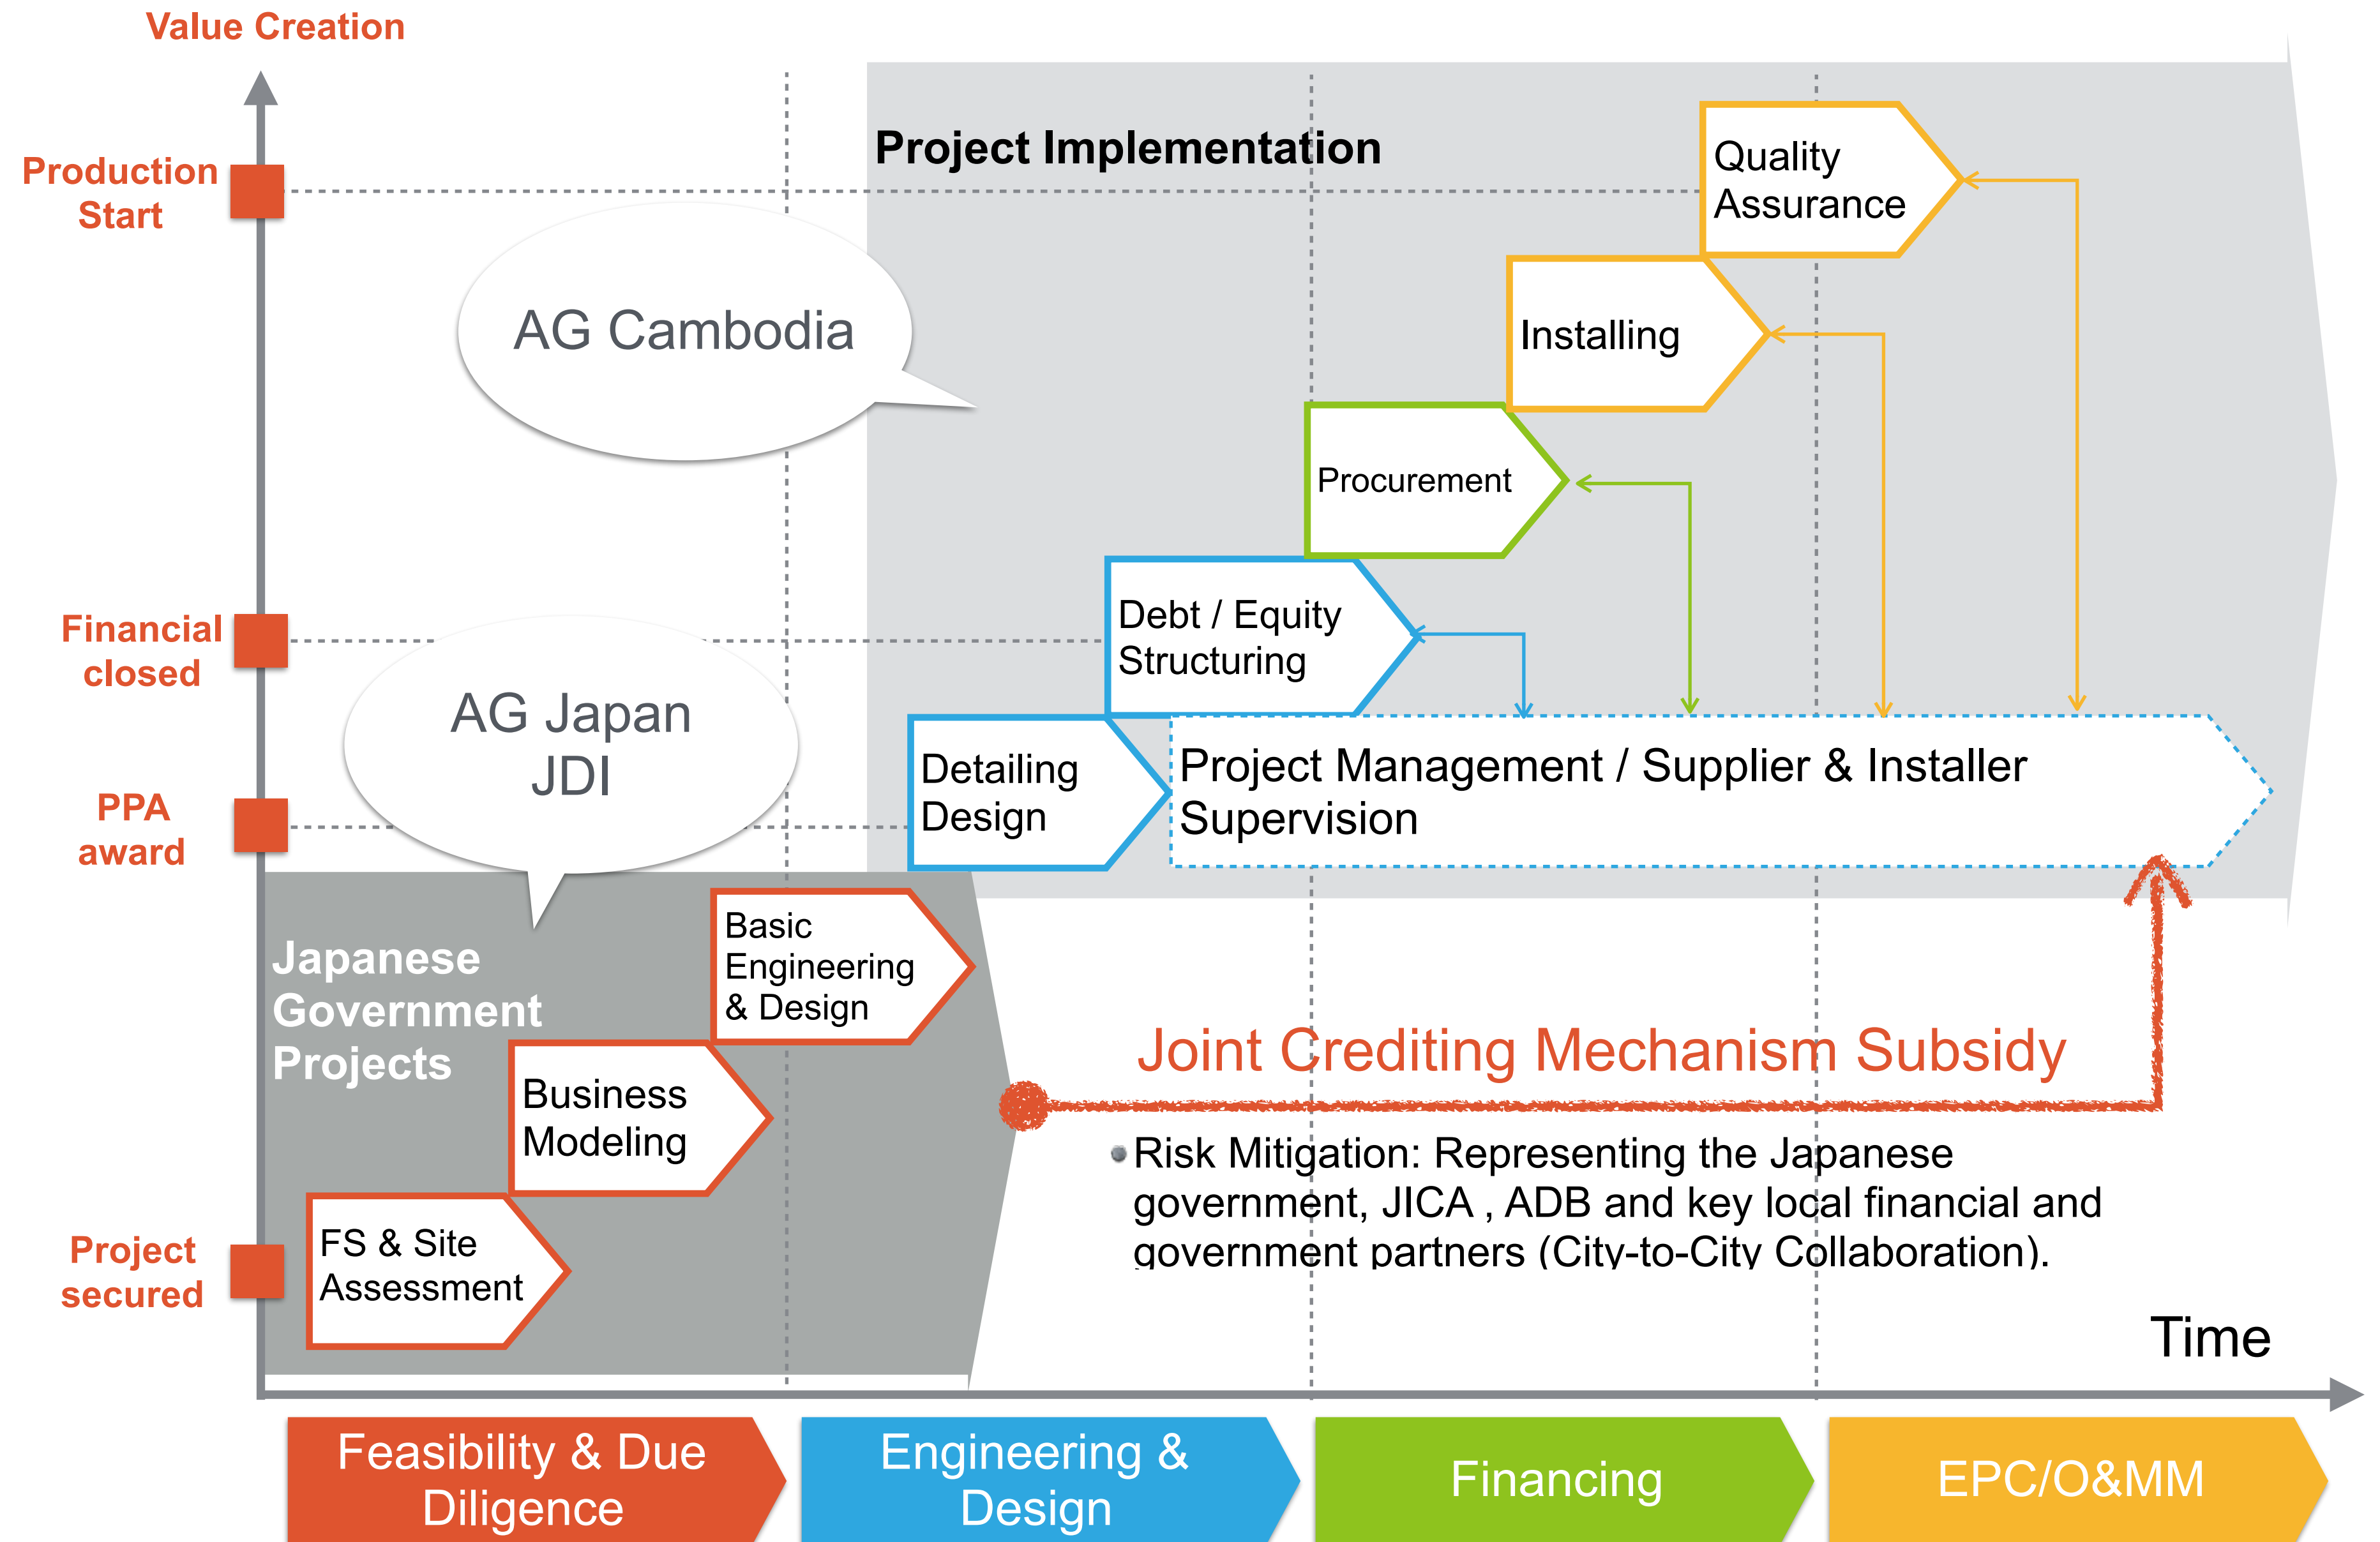 Value Creation
Production
Start
Project Implementation
Quality
Assurance
AG Cambodia
Installing
Procurement
Financial
closed
Debt / Equity
Structuring
AG Japan
JDI
PPA
award
Detailing
Design
Project Management / Supplier & Installer
Supervision
Japanese
Government
Projects
Basic
Engineering
& Design
Business
Modeling
Joint Crediting Mechanism Subsidy
Risk Mitigation: Representing the Japanese
government, JICA , ADB and key local financial and
government partners (City-to-City Collaboration).
Project
secured
FS & Site
Assessment
Time
Feasibility & Due
Diligence
Engineering &
Design
Financing
EPC/O&MM